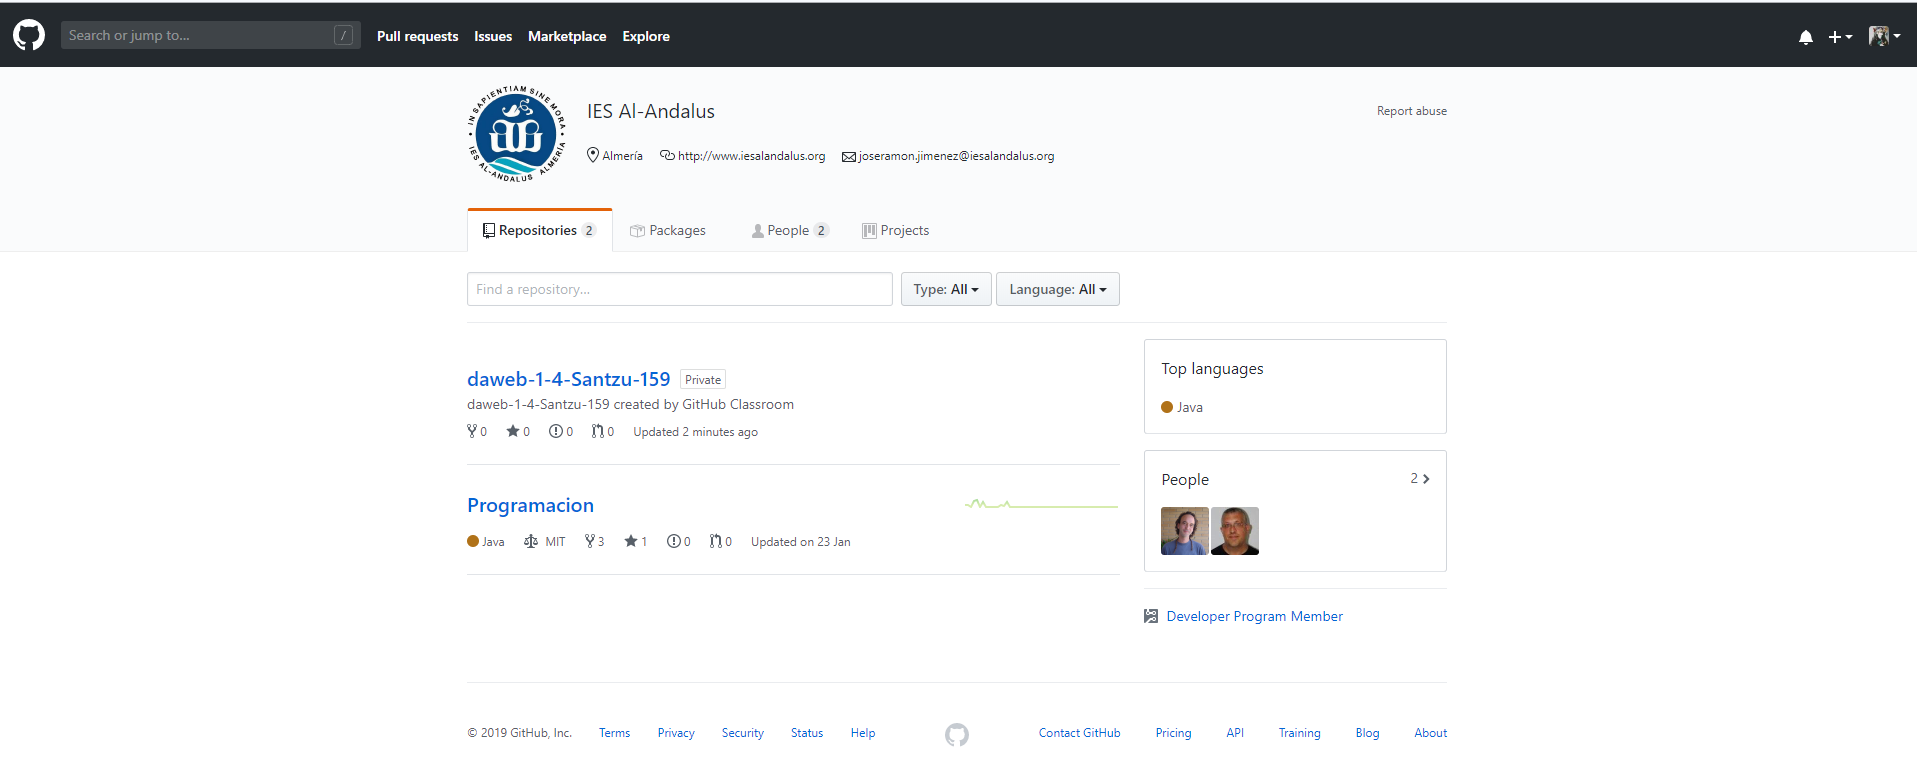 Search or jump to... /
Pull requests Issues Marketplace Explore
IN SAPIENTIAM SINE MORA
IES AL-ANDALUS ALMERÍA
IES Al-Andalus
Report abuse
Almería http://www.iesalandalus.org joseramon.jimenez@iesalandalus.org
Repositories 2 Packages People 2 Projects
Find a repository... Type: All Language: All
daweb-1-4-Santzu-159 Private
daweb-1-4-Santzu-159 created by GitHub Classroom
0 0 0 0 Updated 2 minutes ago
Programacion
Java MIT 3 1 0 0 Updated on 23 Jan
Top languages
Java
People 2
Developer Program Member
© 2019 GitHub, Inc. Terms Privacy Security Status Help Contact GitHub Pricing API Training Blog About